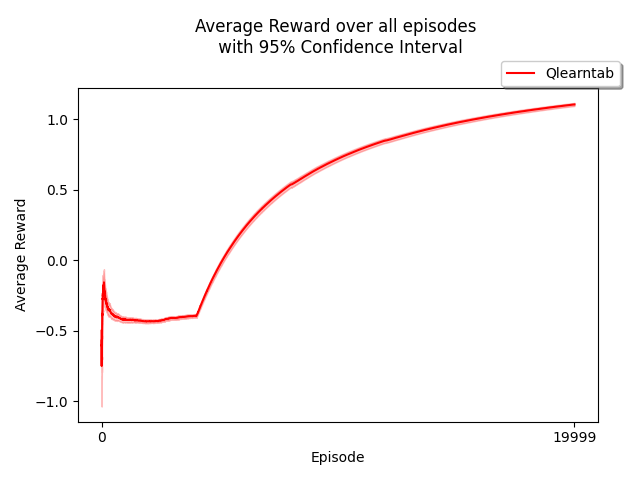 Average Reward over all episodes
with 95% Confidence Interval
Qlearntab
1.0
0.5
0.0
−0.5
−1.0
Average Reward
0
19999
Episode